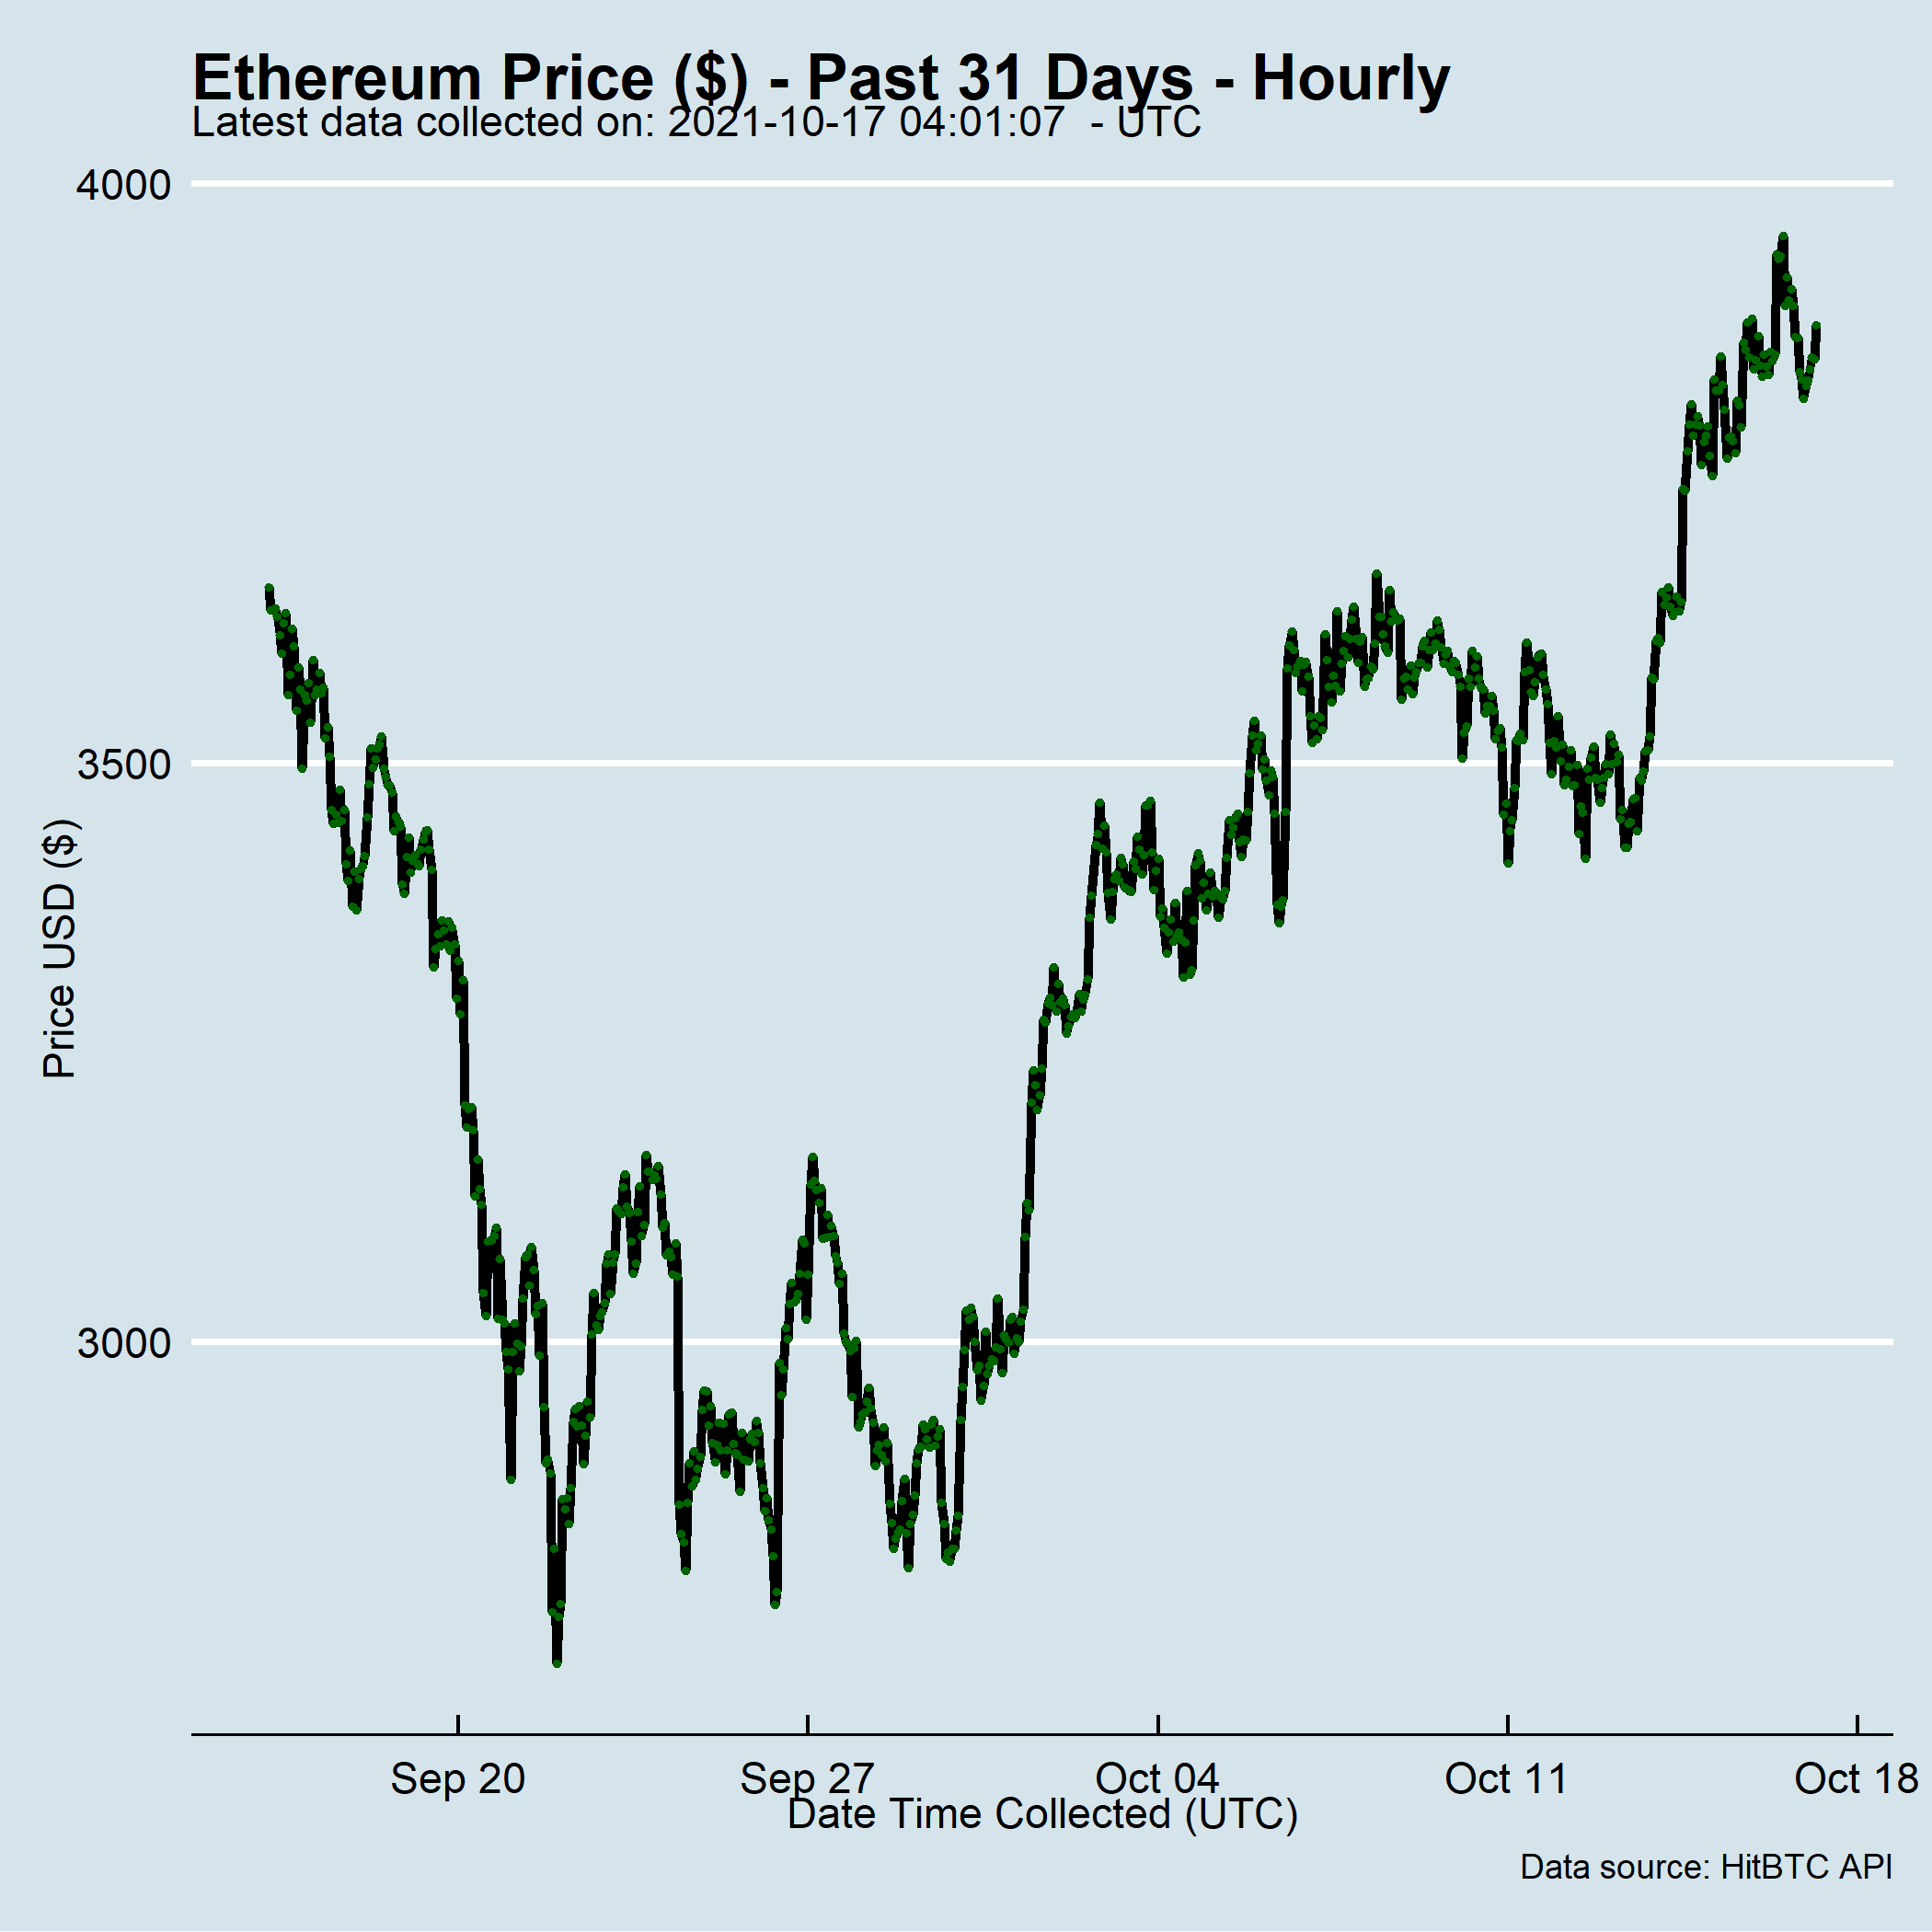 Ethereum Price ($) - Past 31 Days - Hourly
Latest data collected on: 2021-10-17 04:01:07  - UTC
4000
3500
3000
Price USD ($)
Sep 20
Sep 27
Oct 04
Oct 11
Oct 18
Date Time Collected (UTC)
Data source: HitBTC API